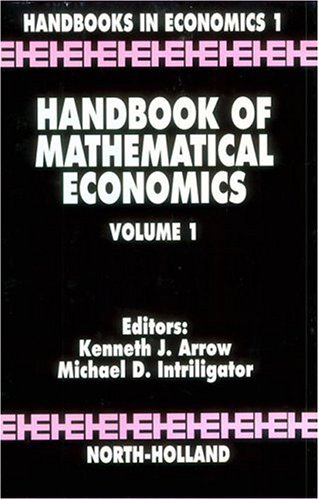 HANDBOOKS IN ECONOMICS 1
HANDBOOK OF
MATHEMATICAL
ECONOMICS
VOLUME 1
Editors:
Kenneth J. Arrow
Michael D. Intriligator
NORTH-HOLLAND